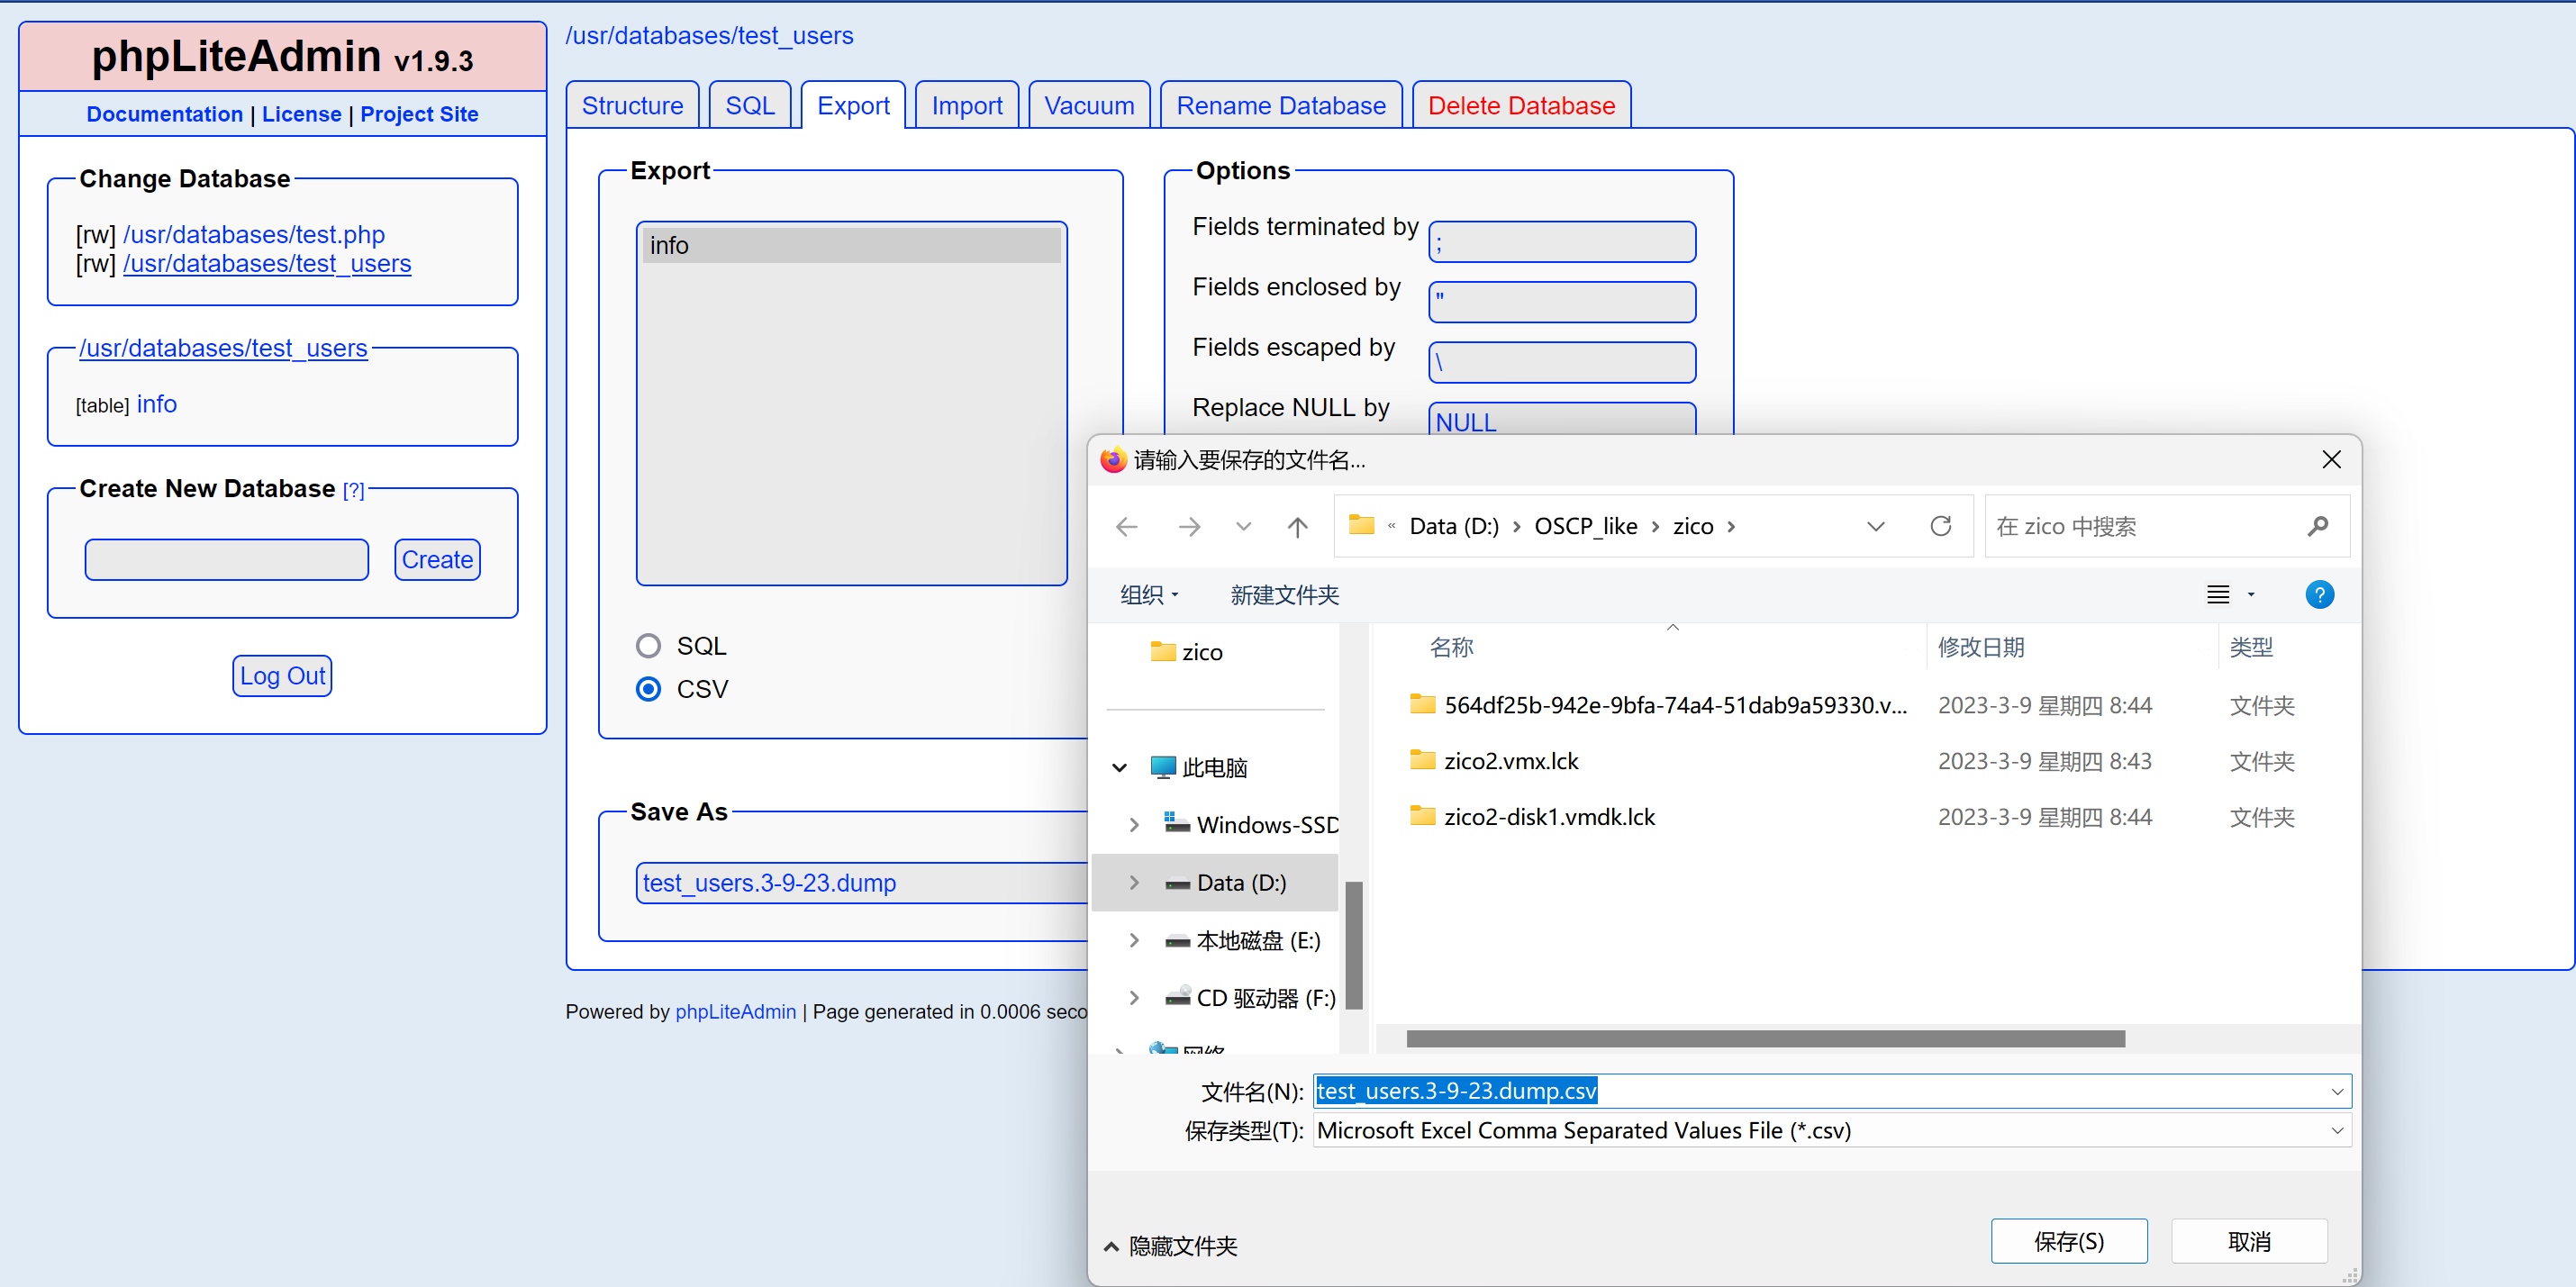 phpLiteAdmin v1.9.3
Documentation | License | Project Site
Change Database
[rw] /usr/databases/test.php
[rw] /usr/databases/test_users
/usr/databases/test_users
[table] info
Create New Database [?]
Create
Log Out
/usr/databases/test_users
Structure
SQL
Export
Import
Vacuum
Rename Database
Delete Database
Export
info
SQL
CSV
Options
Fields terminated by ;
Fields enclosed by "
Fields escaped by \
Replace NULL by NULL
Save As
test_users.3-9-23.dump
Powered by phpLiteAdmin | Page generated in 0.0006 seco
请输入要保存的文件名...
« Data (D:) › OSCP_like › zico ›
在 zico 中搜索
组织
新建文件夹
?
zico
此电脑
Windows-SSD
Data (D:)
本地磁盘 (E:)
CD 驱动器 (F:)
网络
名称 修改日期 类型
564df25b-942e-9bfa-74a4-51dab9a59330.v... 2023-3-9 星期四 8:44 文件夹
zico2.vmx.lck 2023-3-9 星期四 8:43 文件夹
zico2-disk1.vmdk.lck 2023-3-9 星期四 8:44 文件夹
文件名(N): test_users.3-9-23.dump.csv
保存类型(T): Microsoft Excel Comma Separated Values File (*.csv)
隐藏文件夹
保存(S)
取消